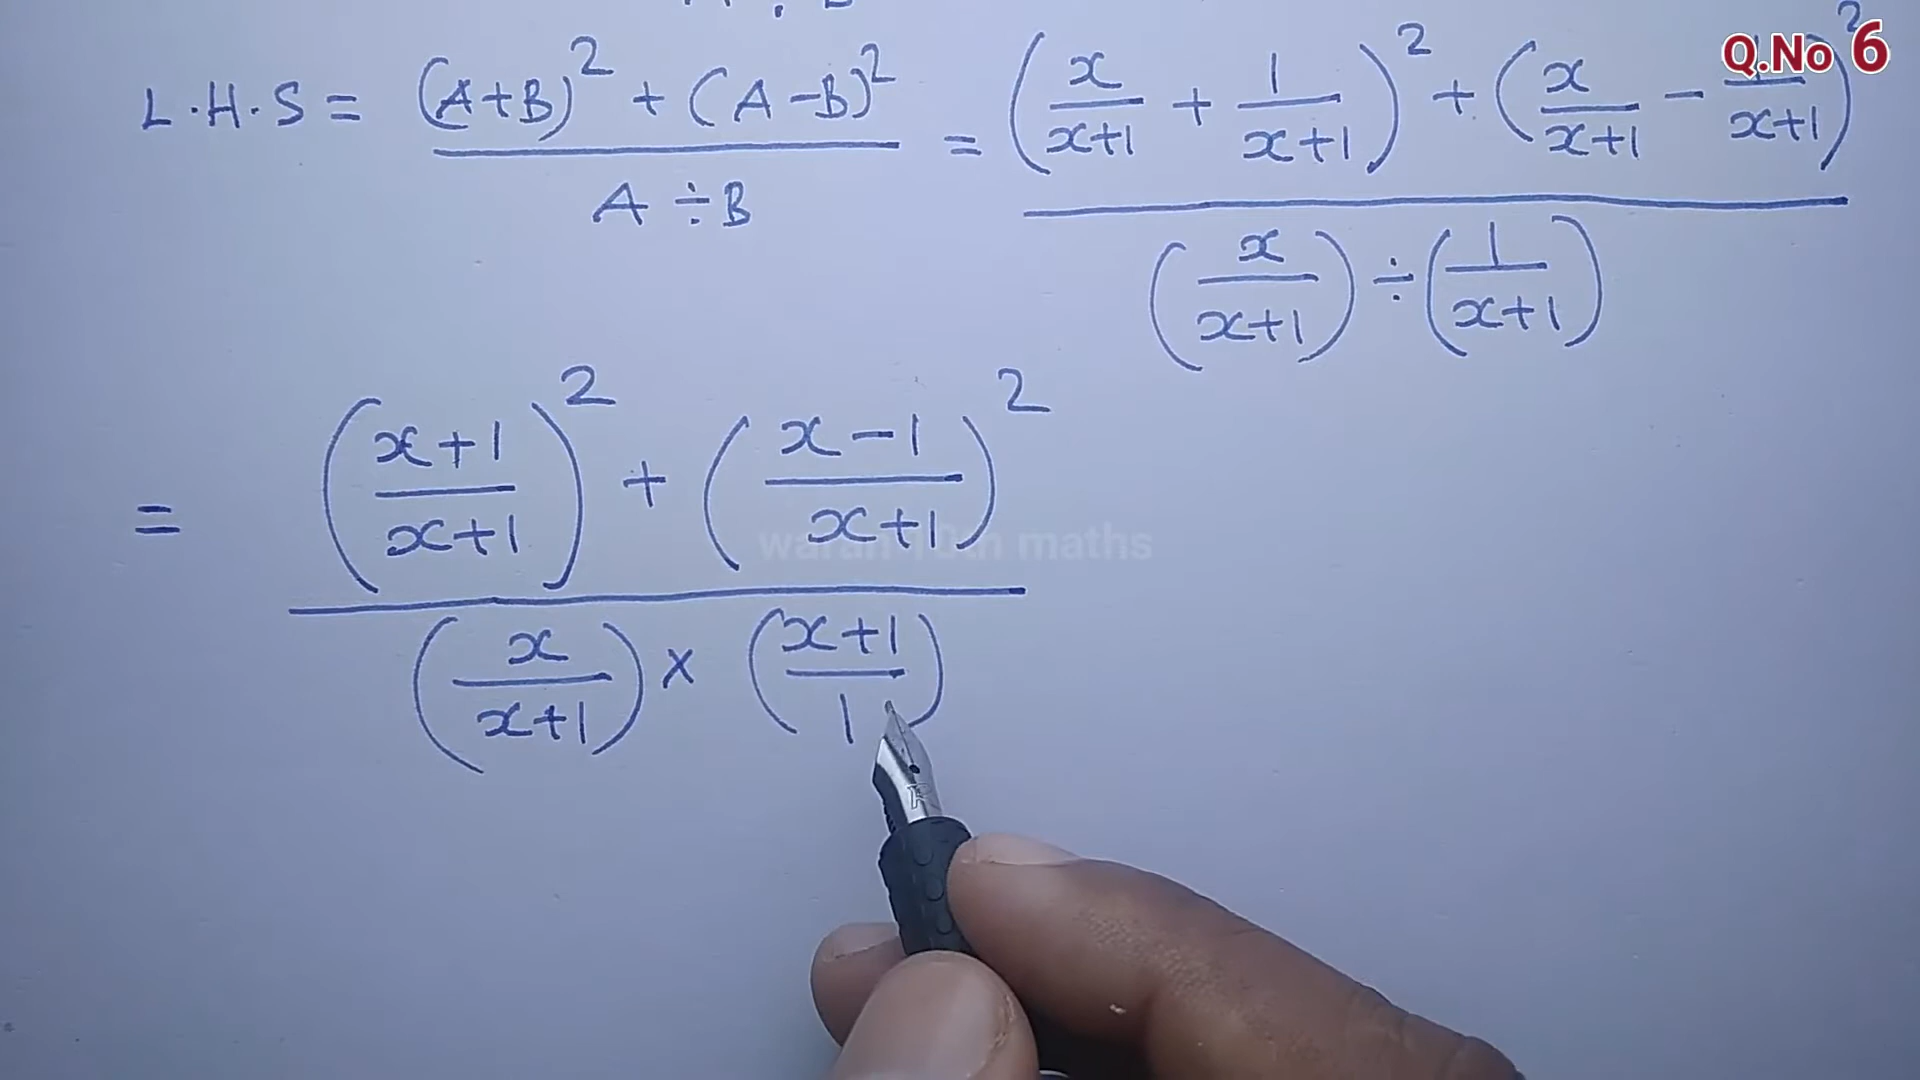 Q.No 6
L.H.S = (A+B)² + (A-B)² / A ÷ B = (x/x+1 + 1/x+1)² + (x/x+1 - 1/x+1)² / (x/x+1) ÷ (1/x+1)
= (x+1/x+1)² + (x-1/x+1)² / (x/x+1) × (x+1/1)